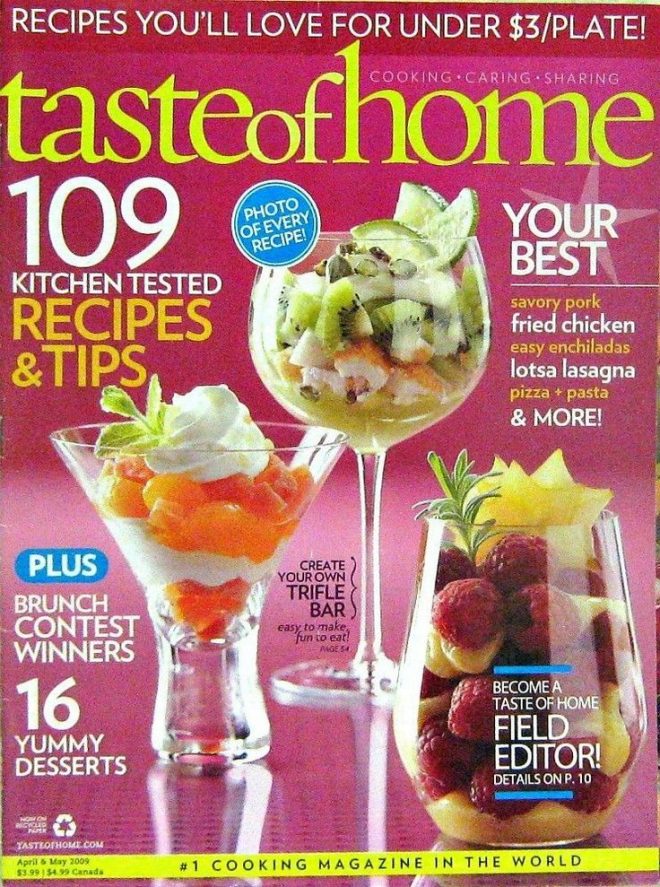 RECIPES YOU'LL LOVE FOR UNDER $3/PLATE!
COOKING • CARING • SHARING
tasteofhome
109
KITCHEN TESTED
RECIPES
& TIPS
PHOTO
OF EVERY
RECIPE!
YOUR
BEST
savory pork
fried chicken
easy enchiladas
lotsa lasagna
pizza + pasta
& MORE!
PLUS
BRUNCH
CONTEST
WINNERS
16
YUMMY
DESSERTS
CREATE
YOUR OWN
TRIFLE
BAR
easy to make,
fun to eat!
PAGE 54
BECOME A
TASTE OF HOME
FIELD
EDITOR!
DETAILS ON P. 10
NOW ON
RECYCLED
PAPER
TASTEOFHOME.COM
April & May 2009
$3.99 | $4.99 Canada
#1 COOKING MAGAZINE IN THE WORLD